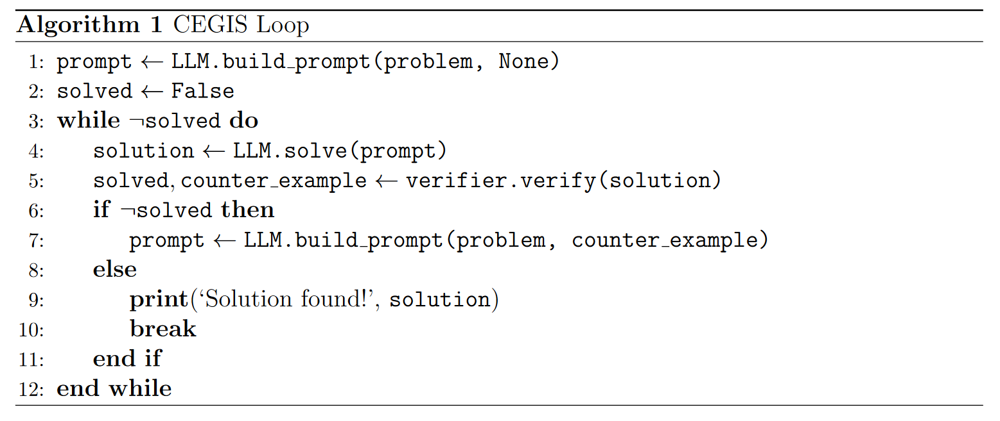 Algorithm 1 CEGIS Loop
1: prompt ← LLM.build_prompt(problem, None)
2: solved ← False
3: while ¬solved do
4: solution ← LLM.solve(prompt)
5: solved, counter_example ← verifier.verify(solution)
6: if ¬solved then
7: prompt ← LLM.build_prompt(problem, counter_example)
8: else
9: print(‘Solution found!’, solution)
10: break
11: end if
12: end while